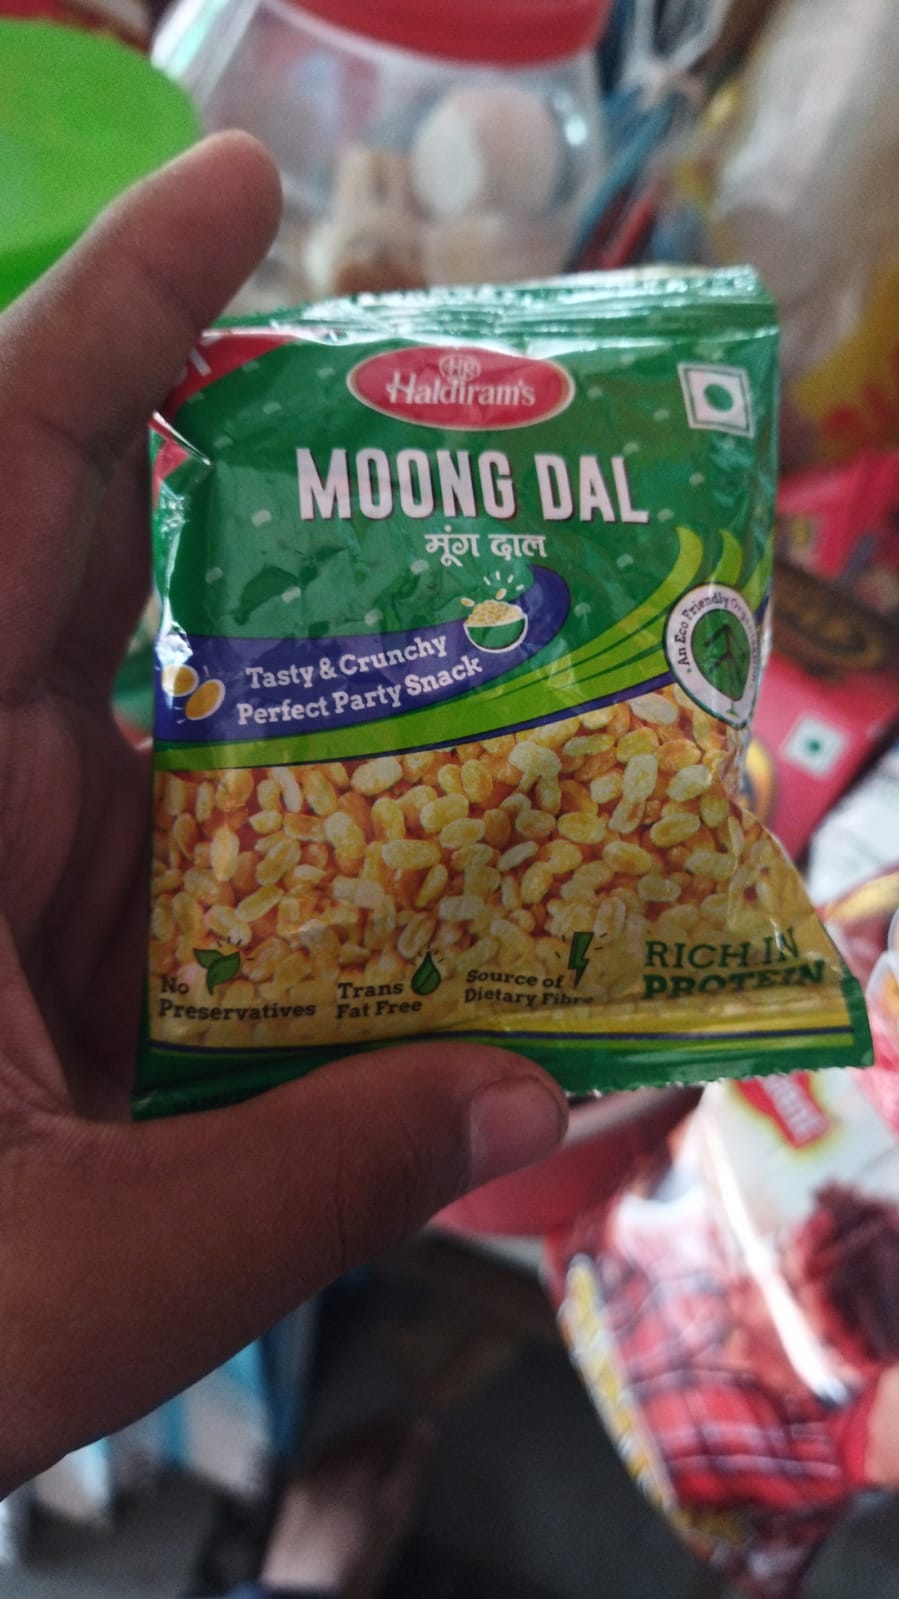 HR
Haldiram's
MOONG DAL
मूंग दाल
Tasty & Crunchy
Perfect Party Snack
An Eco Friendly
No
Preservatives
Trans
Fat Free
Source of
Dietary Fibre
RICH IN
PROTEIN